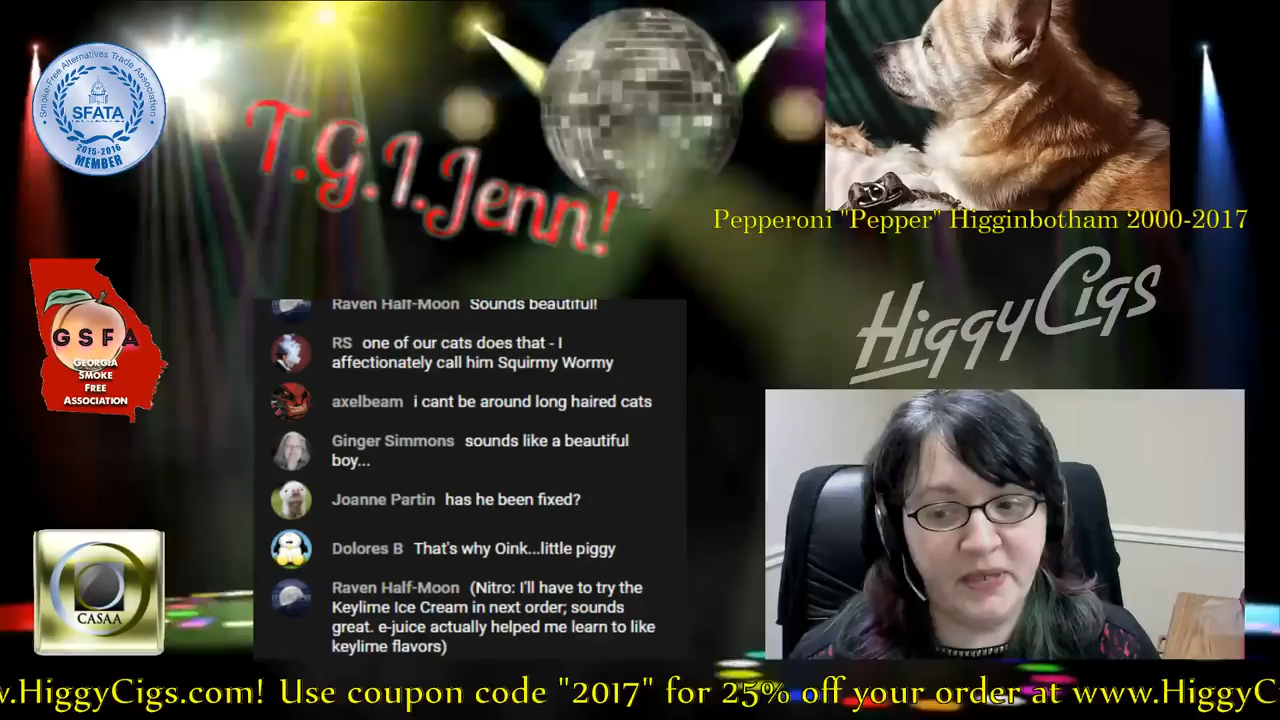 Smoke-Free Alternatives Trade Association
SFATA
2015-2016
MEMBER
T.G.I.Jenn!
Pepperoni "Pepper" Higginbotham 2000-2017
GSFA
GEORGIA
SMOKE
FREE
ASSOCIATION
HiggyCigs
Raven Half-Moon Sounds beautiful!
RS one of our cats does that - I
affectionately call him Squirmy Wormy
axelbeam i cant be around long haired cats
Ginger Simmons sounds like a beautiful
boy...
Joanne Partin has he been fixed?
Dolores B That's why Oink...little piggy
Raven Half-Moon (Nitro: I'll have to try the
Keylime Ice Cream in next order; sounds
great. e-juice actually helped me learn to like
keylime flavors)
CASAA
w.HiggyCigs.com! Use coupon code "2017" for 25% off your order at www.HiggyC